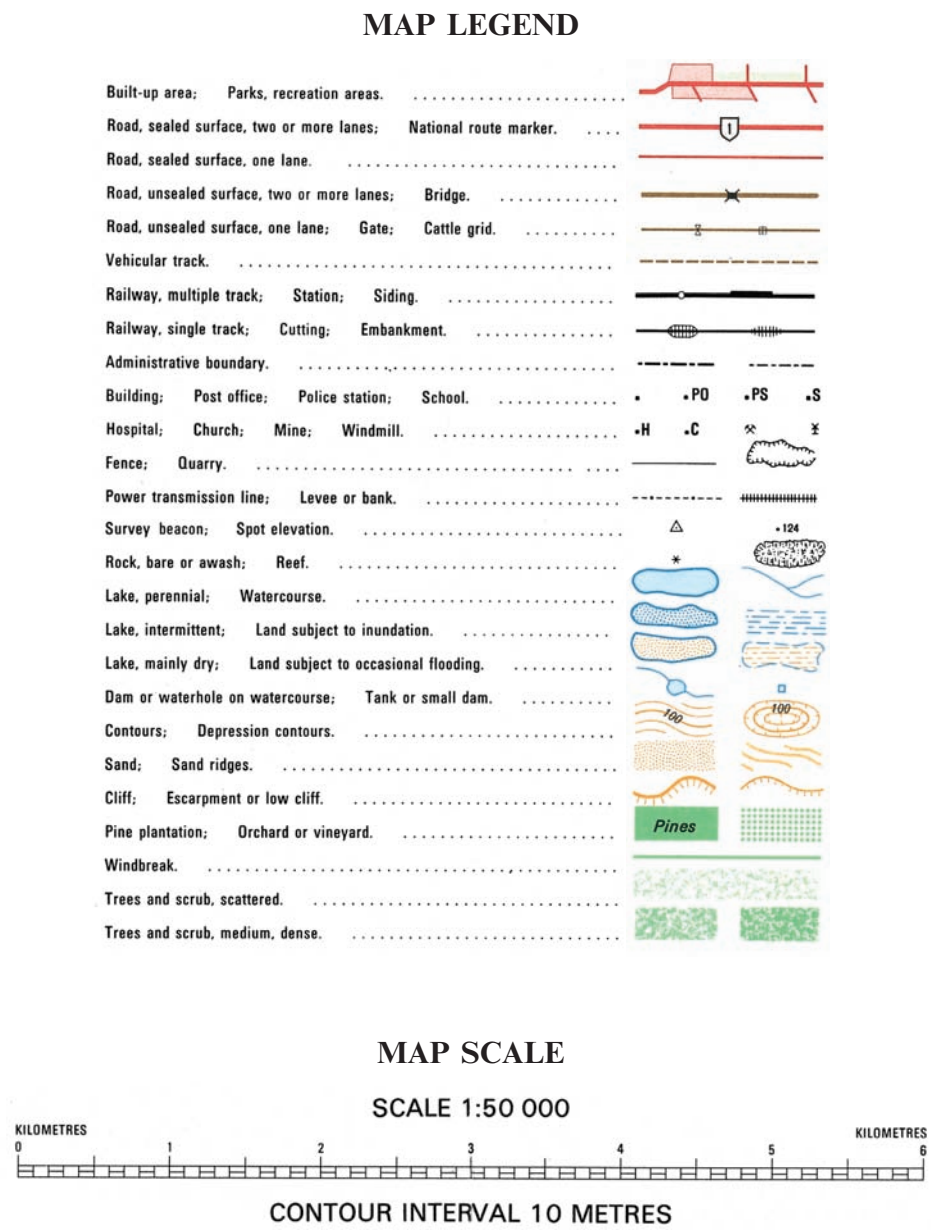 MAP LEGEND
Built-up area; Parks, recreation areas.
Road, sealed surface, two or more lanes; National route marker. 1
Road, sealed surface, one lane.
Road, unsealed surface, two or more lanes; Bridge.
Road, unsealed surface, one lane; Gate; Cattle grid.
Vehicular track.
Railway, multiple track; Station; Siding.
Railway, single track; Cutting; Embankment.
Administrative boundary.
Building; Post office; Police station; School. PO PS S
Hospital; Church; Mine; Windmill. H C
Fence; Quarry.
Power transmission line; Levee or bank.
Survey beacon; Spot elevation. 124
Rock, bare or awash; Reef.
Lake, perennial; Watercourse.
Lake, intermittent; Land subject to inundation.
Lake, mainly dry; Land subject to occasional flooding.
Dam or waterhole on watercourse; Tank or small dam.
Contours; Depression contours. 100 100
Sand; Sand ridges.
Cliff; Escarpment or low cliff.
Pine plantation; Orchard or vineyard. Pines
Windbreak.
Trees and scrub, scattered.
Trees and scrub, medium, dense.
MAP SCALE
SCALE 1:50 000
KILOMETRES KILOMETRES
0 1 2 3 4 5 6
CONTOUR INTERVAL 10 METRES